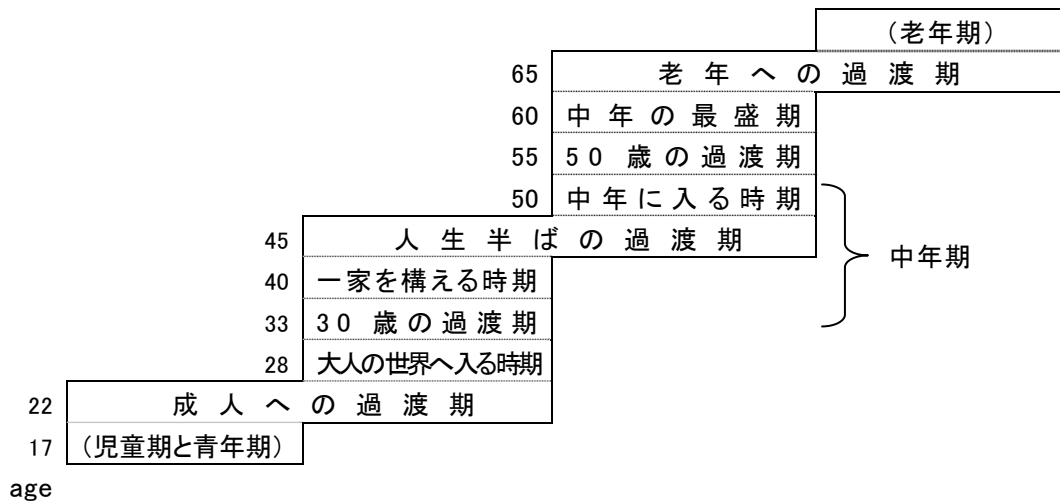 (老年期)
65 老年への過渡期
60 中年の最盛期
55 50歳の過渡期
50 中年に入る時期
45 人生半ばの過渡期
中年期
40 一家を構える時期
33 30歳の過渡期
28 大人の世界へ入る時期
22 成人への過渡期
17 (児童期と青年期)
age